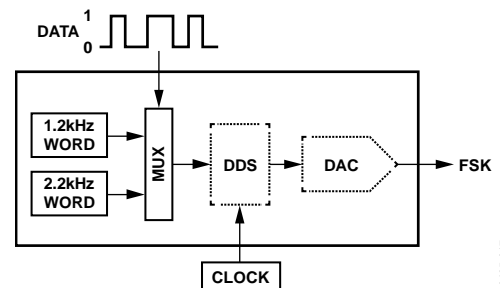 DATA
1
0
1.2kHz
WORD
2.2kHz
WORD
MUX
DDS
DAC
FSK
CLOCK